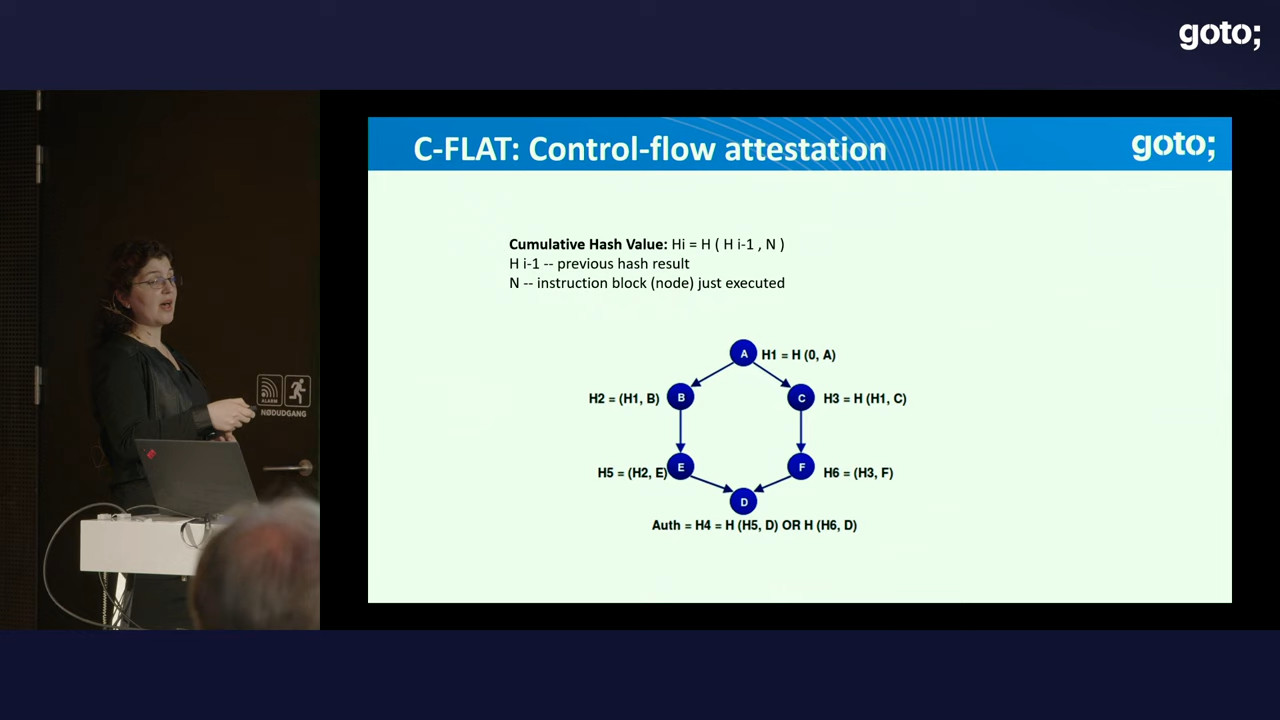 goto;
C-FLAT: Control-flow attestation
goto;
Cumulative Hash Value: Hi = H ( H i-1 , N )
H i-1 -- previous hash result
N -- instruction block (node) just executed
A
H1 = H (0, A)
H2 = (H1, B)
B
C
H3 = H (H1, C)
H5 = (H2, E)
E
F
H6 = (H3, F)
D
Auth = H4 = H (H5, D) OR H (H6, D)
ALARM
NØDUDGANG